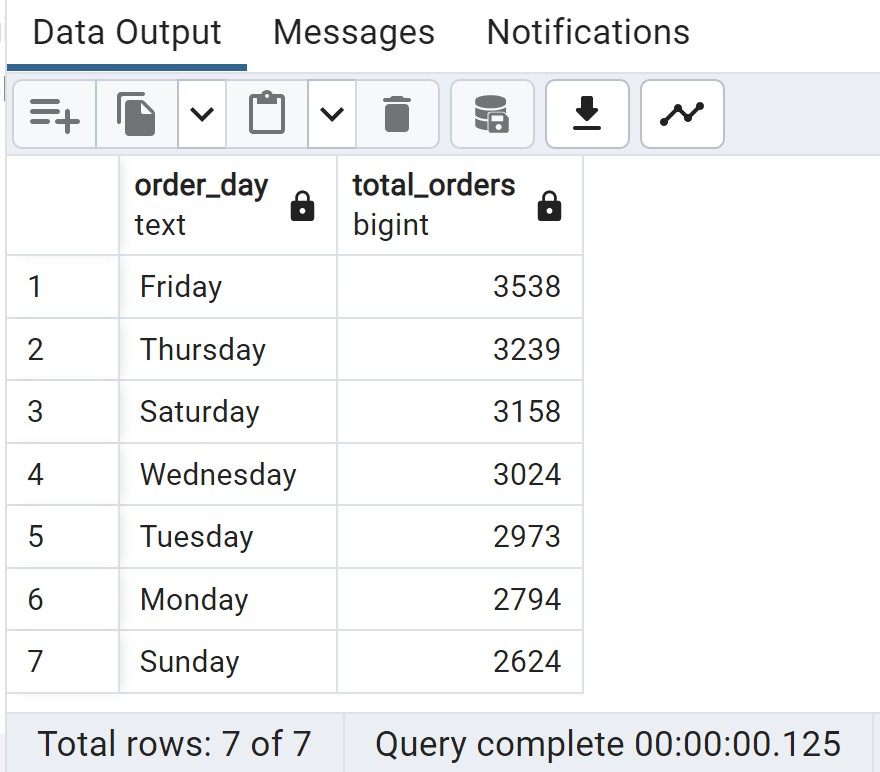 Data Output Messages Notifications
order_day total_orders
text bigint
1 Friday 3538
2 Thursday 3239
3 Saturday 3158
4 Wednesday 3024
5 Tuesday 2973
6 Monday 2794
7 Sunday 2624
Total rows: 7 of 7 Query complete 00:00:00.125